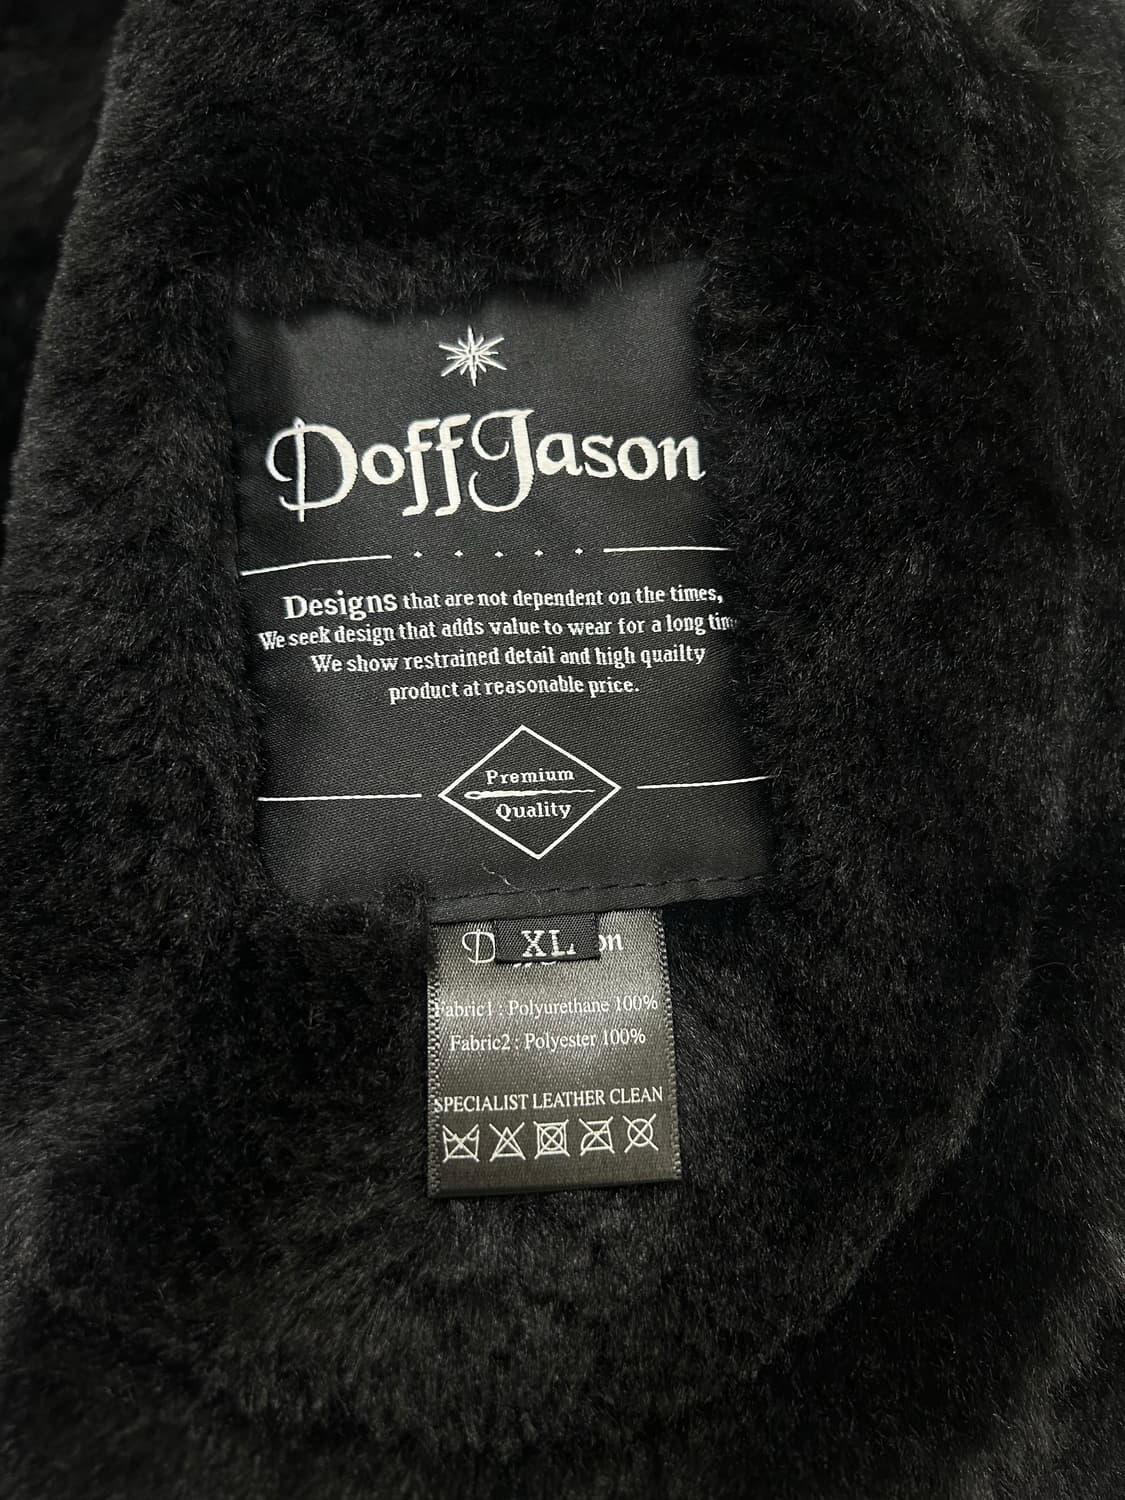 DoffJason
Designs that are not dependent on the times,
We seek design that adds value to wear for a long
We show restrained detail and high quailty
product at reasonable price.
Premium
Quality
XL
Fabric1 : Polyurethane 100%
Fabric2 : Polyester 100%
SPECIALIST LEATHER CLEAN